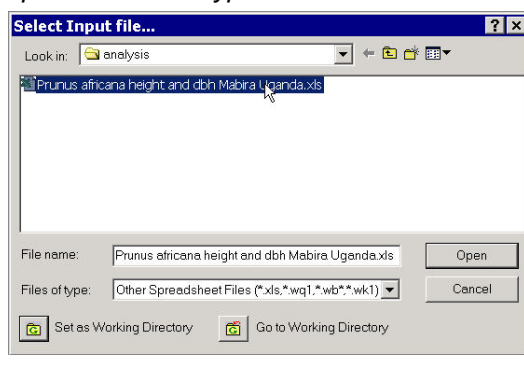 Select Input file...
Look in: analysis
Prunus africana height and dbh Mabira Uganda.xls
File name: Prunus africana height and dbh Mabira Uganda.xls Open
Files of type: Other Spreadsheet Files (*.xls,*.wq1,*.wb*,*.wk1) Cancel
Set as Working Directory Go to Working Directory